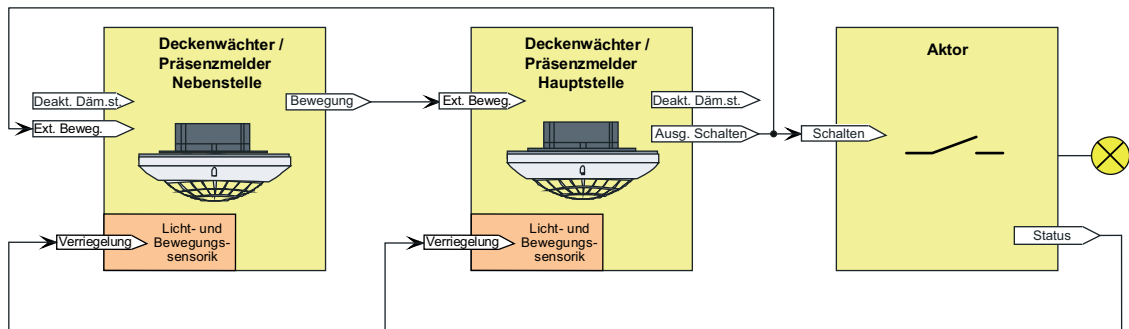 Deckenwächter /
Präsenzmelder
Nebenstelle
Deakt. Däm.st.
Ext. Beweg.
Bewegung
Verriegelung
Licht- und
Bewegungs-
sensorik
Deckenwächter /
Präsenzmelder
Hauptstelle
Ext. Beweg.
Deakt. Däm.st.
Ausg. Schalten
Verriegelung
Licht- und
Bewegungs-
sensorik
Aktor
Schalten
Status